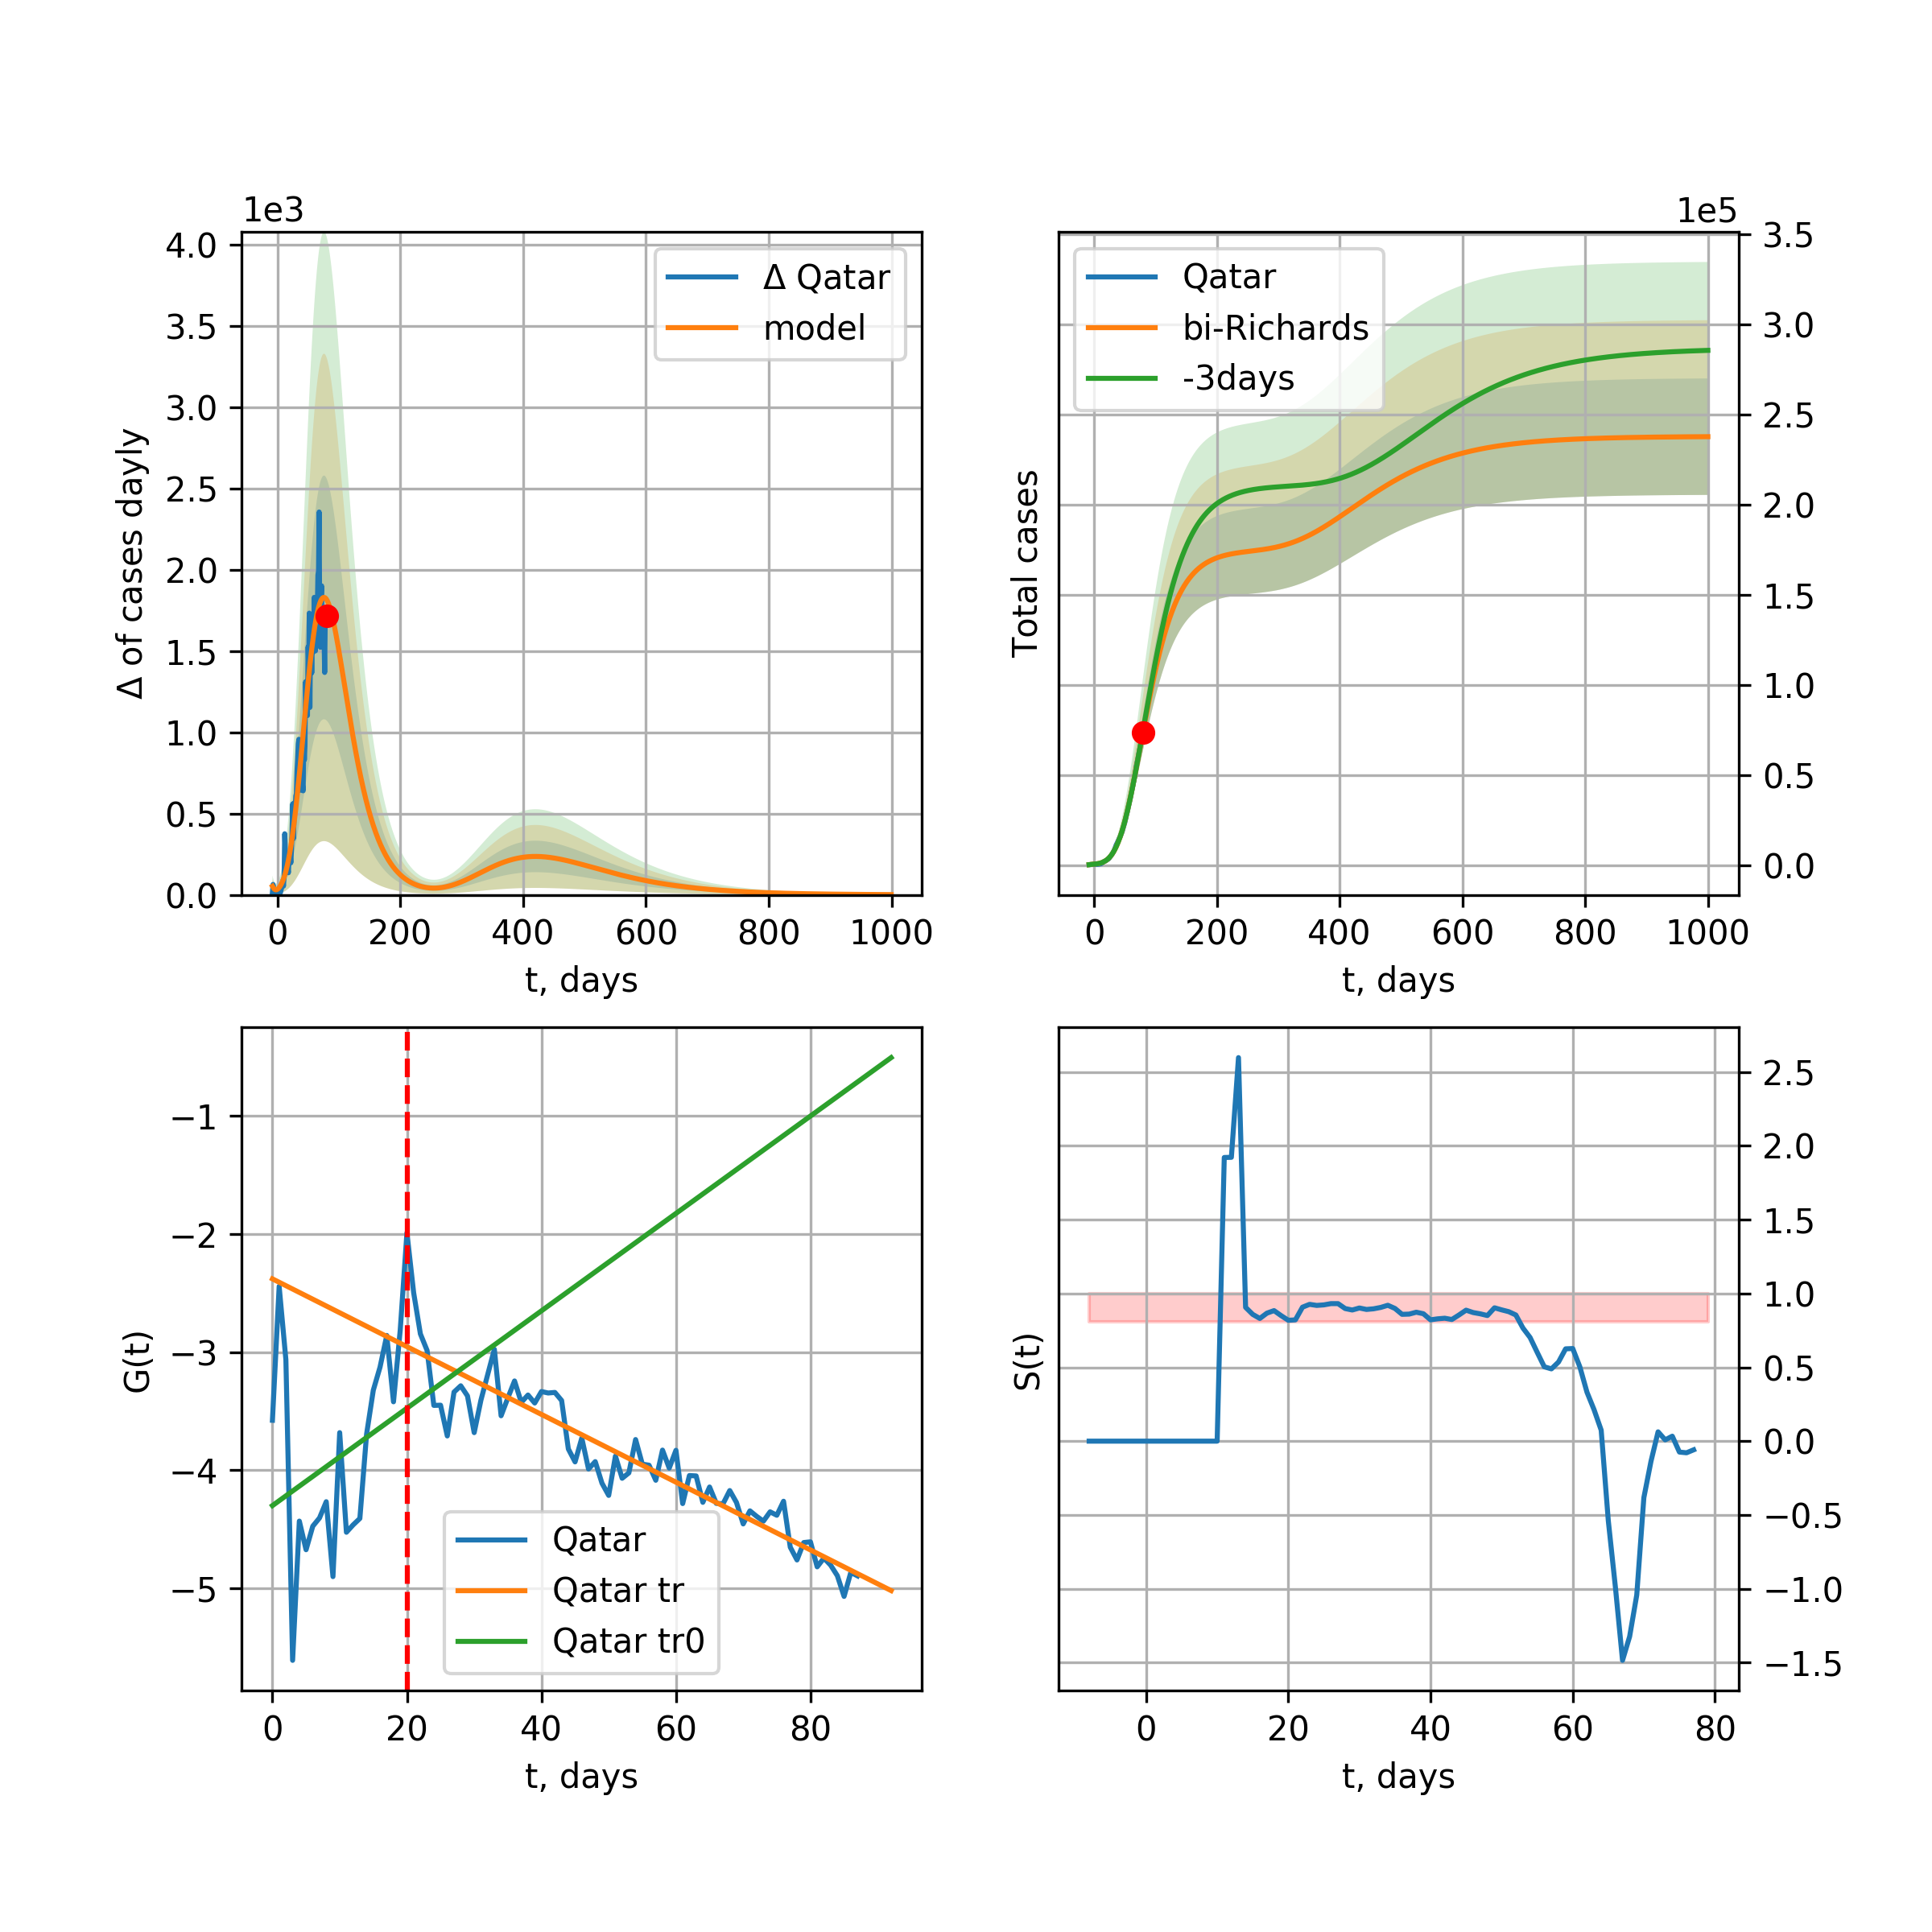 1e3
4.0
3.5
3.0
2.5
2.0
1.5
1.0
0.5
0.0
Δ of cases dayly
Δ Qatar
model
0 200 400 600 800 1000
t, days
1e5
3.5
3.0
2.5
2.0
1.5
1.0
0.5
0.0
Total cases
Qatar
bi-Richards
-3days
0 200 400 600 800 1000
t, days
−1
−2
−3
−4
−5
G(t)
Qatar
Qatar tr
Qatar tr0
0 20 40 60 80
t, days
2.5
2.0
1.5
1.0
0.5
0.0
−0.5
−1.0
−1.5
S(t)
0 20 40 60 80
t, days